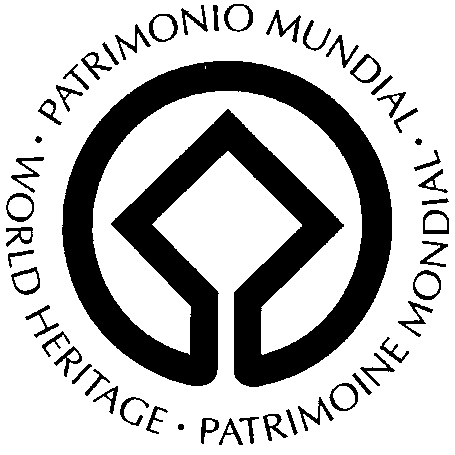 WORLD HERITAGE · PATRIMONIO MUNDIAL · PATRIMOINE MONDIAL ·